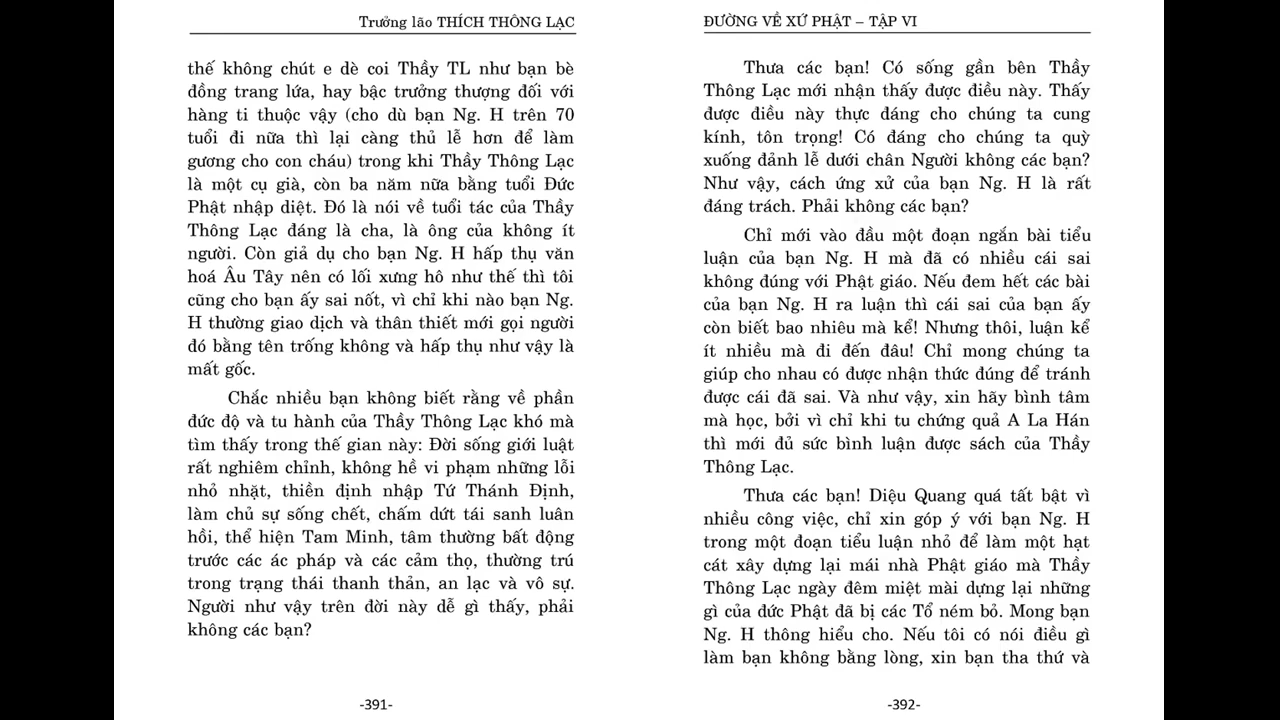 Trưởng lão THÍCH THÔNG LẠC
thế không chút e dè coi Thầy TL như bạn bè
đồng trang lứa, hay bậc trưởng thượng đối với
hàng ti thuộc vậy (cho dù bạn Ng. H trên 70
tuổi đi nữa thì lại càng thủ lễ hơn để làm
gương cho con cháu) trong khi Thầy Thông Lạc
là một cụ già, còn ba năm nữa bằng tuổi Đức
Phật nhập diệt. Đó là nói về tuổi tác của Thầy
Thông Lạc đáng là cha, là ông của không ít
người. Còn giả dụ cho bạn Ng. H hấp thụ văn
hoá Âu Tây nên có lối xưng hô như thế thì tôi
cũng cho bạn ấy sai nốt, vì chỉ khi nào bạn Ng.
H thường giao dịch và thân thiết mới gọi người
đó bằng tên trống không và hấp thụ như vậy là
mất gốc.
Chắc nhiều bạn không biết rằng về phần
đức độ và tu hành của Thầy Thông Lạc khó mà
tìm thấy trong thế gian này: Đời sống giới luật
rất nghiêm chỉnh, không hề vi phạm những lỗi
nhỏ nhặt, thiền định nhập Tứ Thánh Định,
làm chủ sự sống chết, chấm dứt tái sanh luân
hồi, thể hiện Tam Minh, tâm thường bất động
trước các ác pháp và các cảm thọ, thường trú
trong trạng thái thanh thản, an lạc và vô sự.
Người như vậy trên đời này dễ gì thấy, phải
không các bạn?
-391-
ĐƯỜNG VỀ XỨ PHẬT – TẬP VI
Thưa các bạn! Có sống gần bên Thầy
Thông Lạc mới nhận thấy được điều này. Thấy
được điều này thực đáng cho chúng ta cung
kính, tôn trọng! Có đáng cho chúng ta quỳ
xuống đảnh lễ dưới chân Người không các bạn?
Như vậy, cách ứng xử của bạn Ng. H là rất
đáng trách. Phải không các bạn?
Chỉ mới vào đầu một đoạn ngắn bài tiểu
luận của bạn Ng. H mà đã có nhiều cái sai
không đúng với Phật giáo. Nếu đem hết các bài
của bạn Ng. H ra luận thì cái sai của bạn ấy
còn biết bao nhiêu mà kể! Nhưng thôi, luận kể
ít nhiều mà đi đến đâu! Chỉ mong chúng ta
giúp cho nhau có được nhận thức đúng để tránh
được cái đã sai. Và như vậy, xin hãy bình tâm
mà học, bởi vì chỉ khi tu chứng quả A La Hán
thì mới đủ sức bình luận được sách của Thầy
Thông Lạc.
Thưa các bạn! Diệu Quang quá tất bật vì
nhiều công việc, chỉ xin góp ý với bạn Ng. H
trong một đoạn tiểu luận nhỏ để làm một hạt
cát xây dựng lại mái nhà Phật giáo mà Thầy
Thông Lạc ngày đêm miệt mài dựng lại những
gì của đức Phật đã bị các Tổ ném bỏ. Mong bạn
Ng. H thông hiểu cho. Nếu tôi có nói điều gì
làm bạn không bằng lòng, xin bạn tha thứ và
-392-